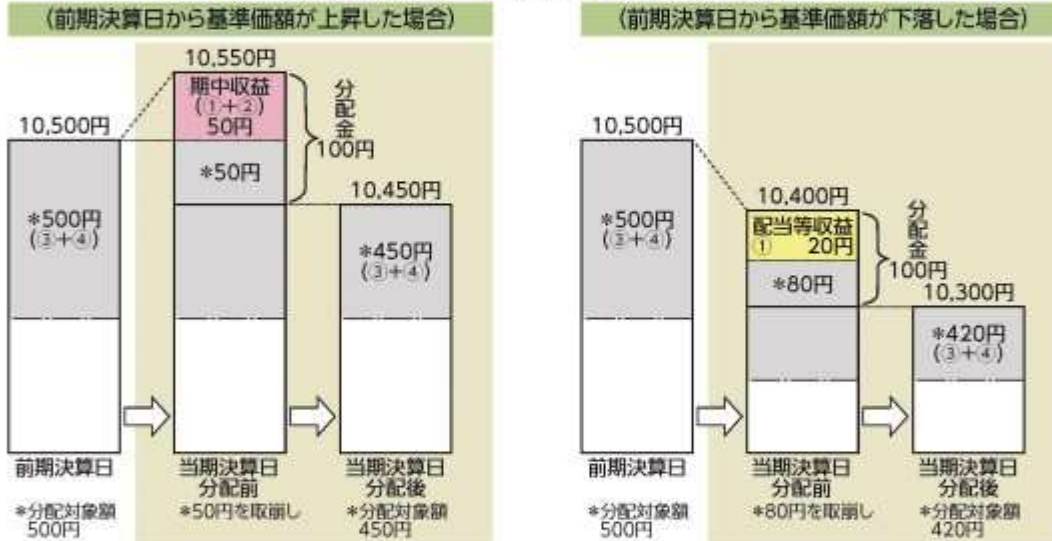 (前期決算日から基準価額が上昇した場合)
10,550円
期中収益
(①+②)
50円
分配金
100円
10,500円
*50円
10,450円
*500円
(③+④)
*450円
(③+④)
前期決算日
当期決算日
分配前
当期決算日
分配後
*分配対象額
500円
*50円を取崩し
*分配対象額
450円
(前期決算日から基準価額が下落した場合)
10,500円
10,400円
配当等収益
① 20円
分配金
100円
*500円
(③+④)
*80円
10,300円
*420円
(③+④)
前期決算日
当期決算日
分配前
当期決算日
分配後
*分配対象額
500円
*80円を取崩し
*分配対象額
420円